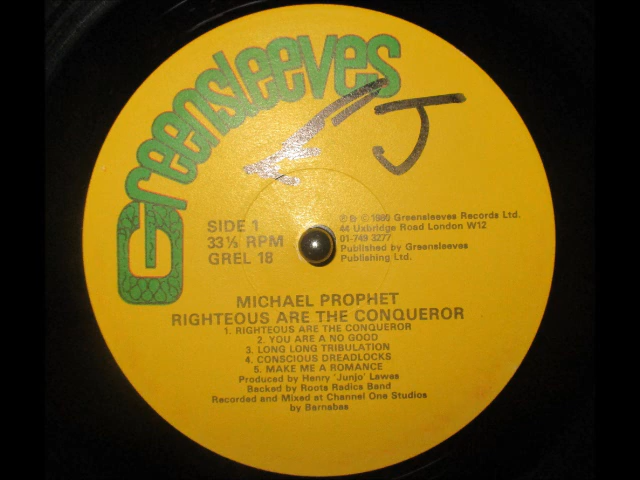 Greensleeves
J
SIDE 1
33⅓ RPM
GREL 18
℗ & © 1980 Greensleeves Records Ltd.
44 Uxbridge Road London W12
01-749 3277
Published by Greensleeves
Publishing Ltd.
MICHAEL PROPHET
RIGHTEOUS ARE THE CONQUEROR
1. RIGHTEOUS ARE THE CONQUEROR
2. YOU ARE A NO GOOD
3. LONG LONG TRIBULATION
4. CONSCIOUS DREADLOCKS
5. MAKE ME A ROMANCE
Produced by Henry 'Junjo' Lawes
Backed by Roots Radics Band
Recorded and Mixed at Channel One Studios
by Barnabas